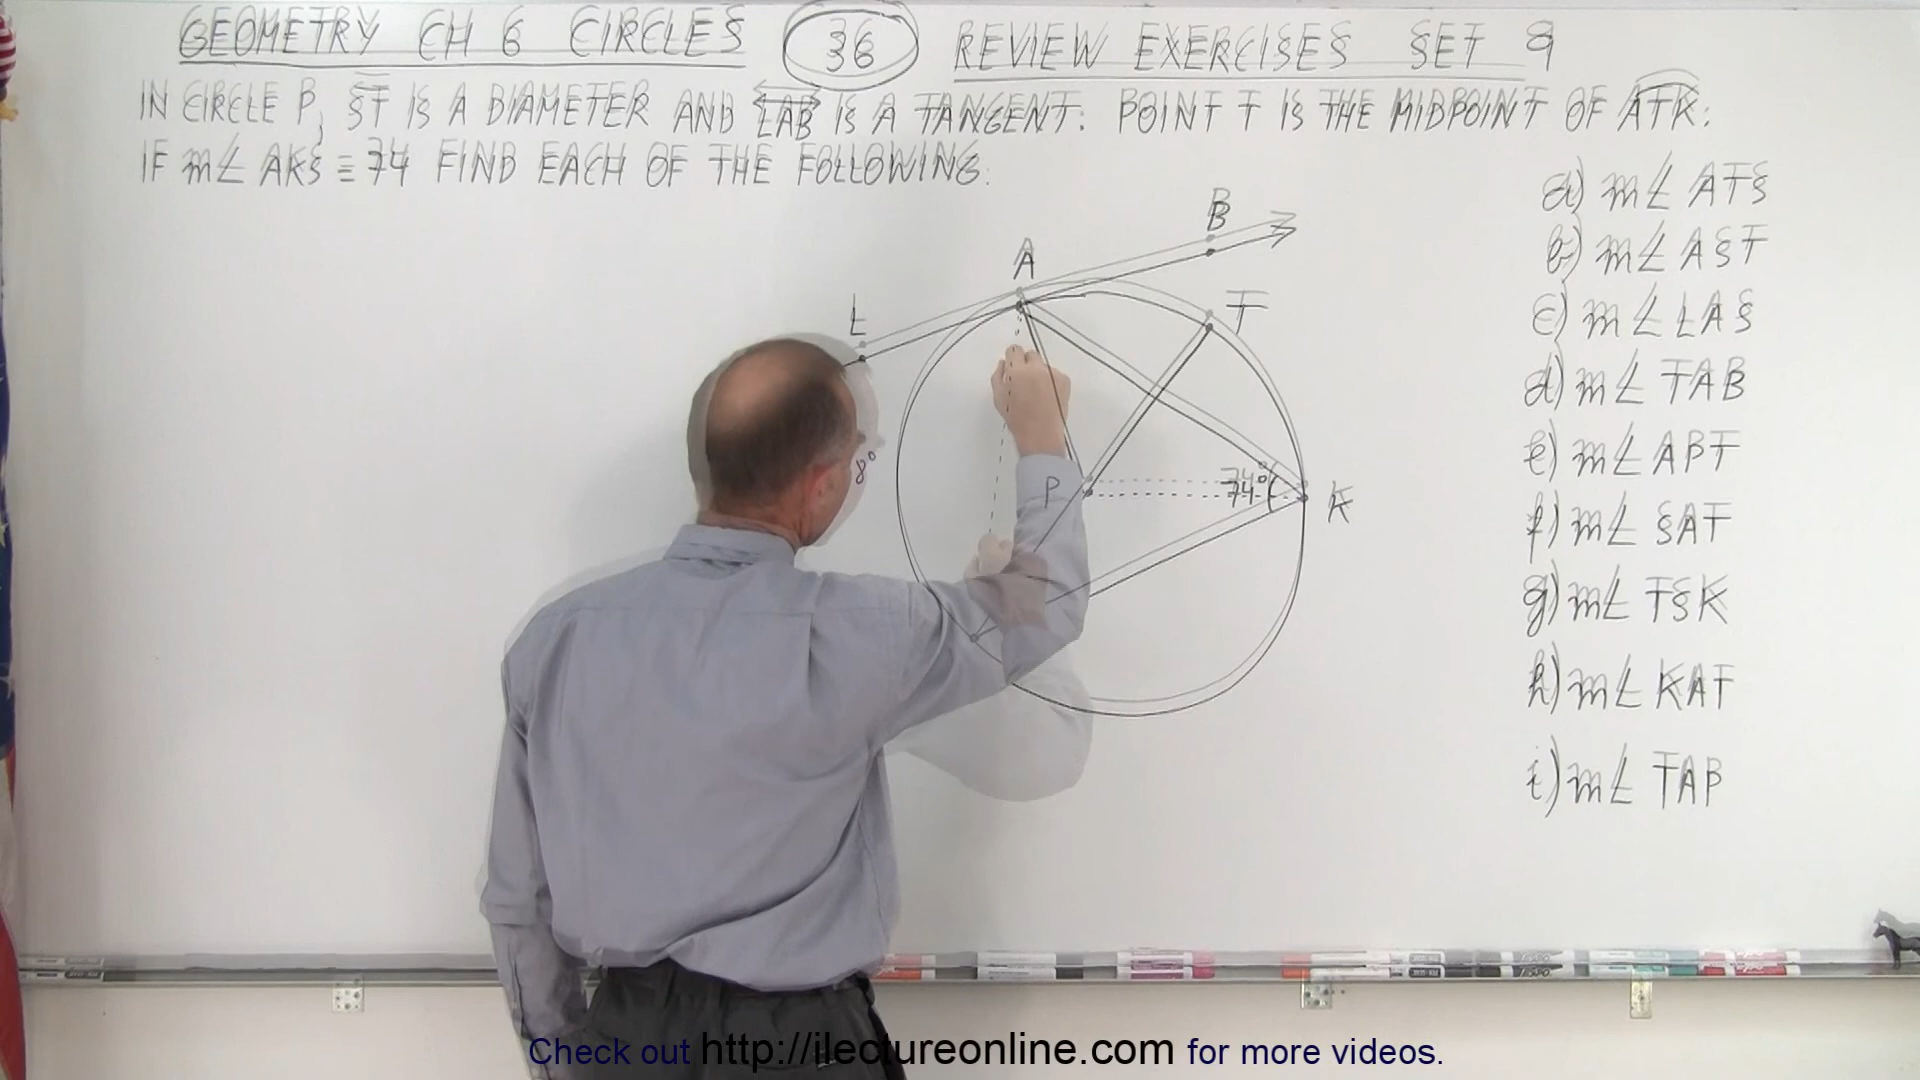 GEOMETRY CH 6 CIRCLES 36 REVIEW EXERCISES SET 9
IN CIRCLE P, ST IS A DIAMETER AND LAB IS A TANGENT. POINT T IS THE MIDPOINT OF ATK.
IF m∠ AKS = 74 FIND EACH OF THE FOLLOWING.
a) m∠ ATS
b) m∠ AST
c) m∠ LAS
d) m∠ TAB
e) m∠ APT
f) m∠ SAT
g) m∠ TSK
h) m∠ KAT
i) m∠ TAP
B
A
L
T
8°
P
74°
K
Check out http://ilectureonline.com for more videos.